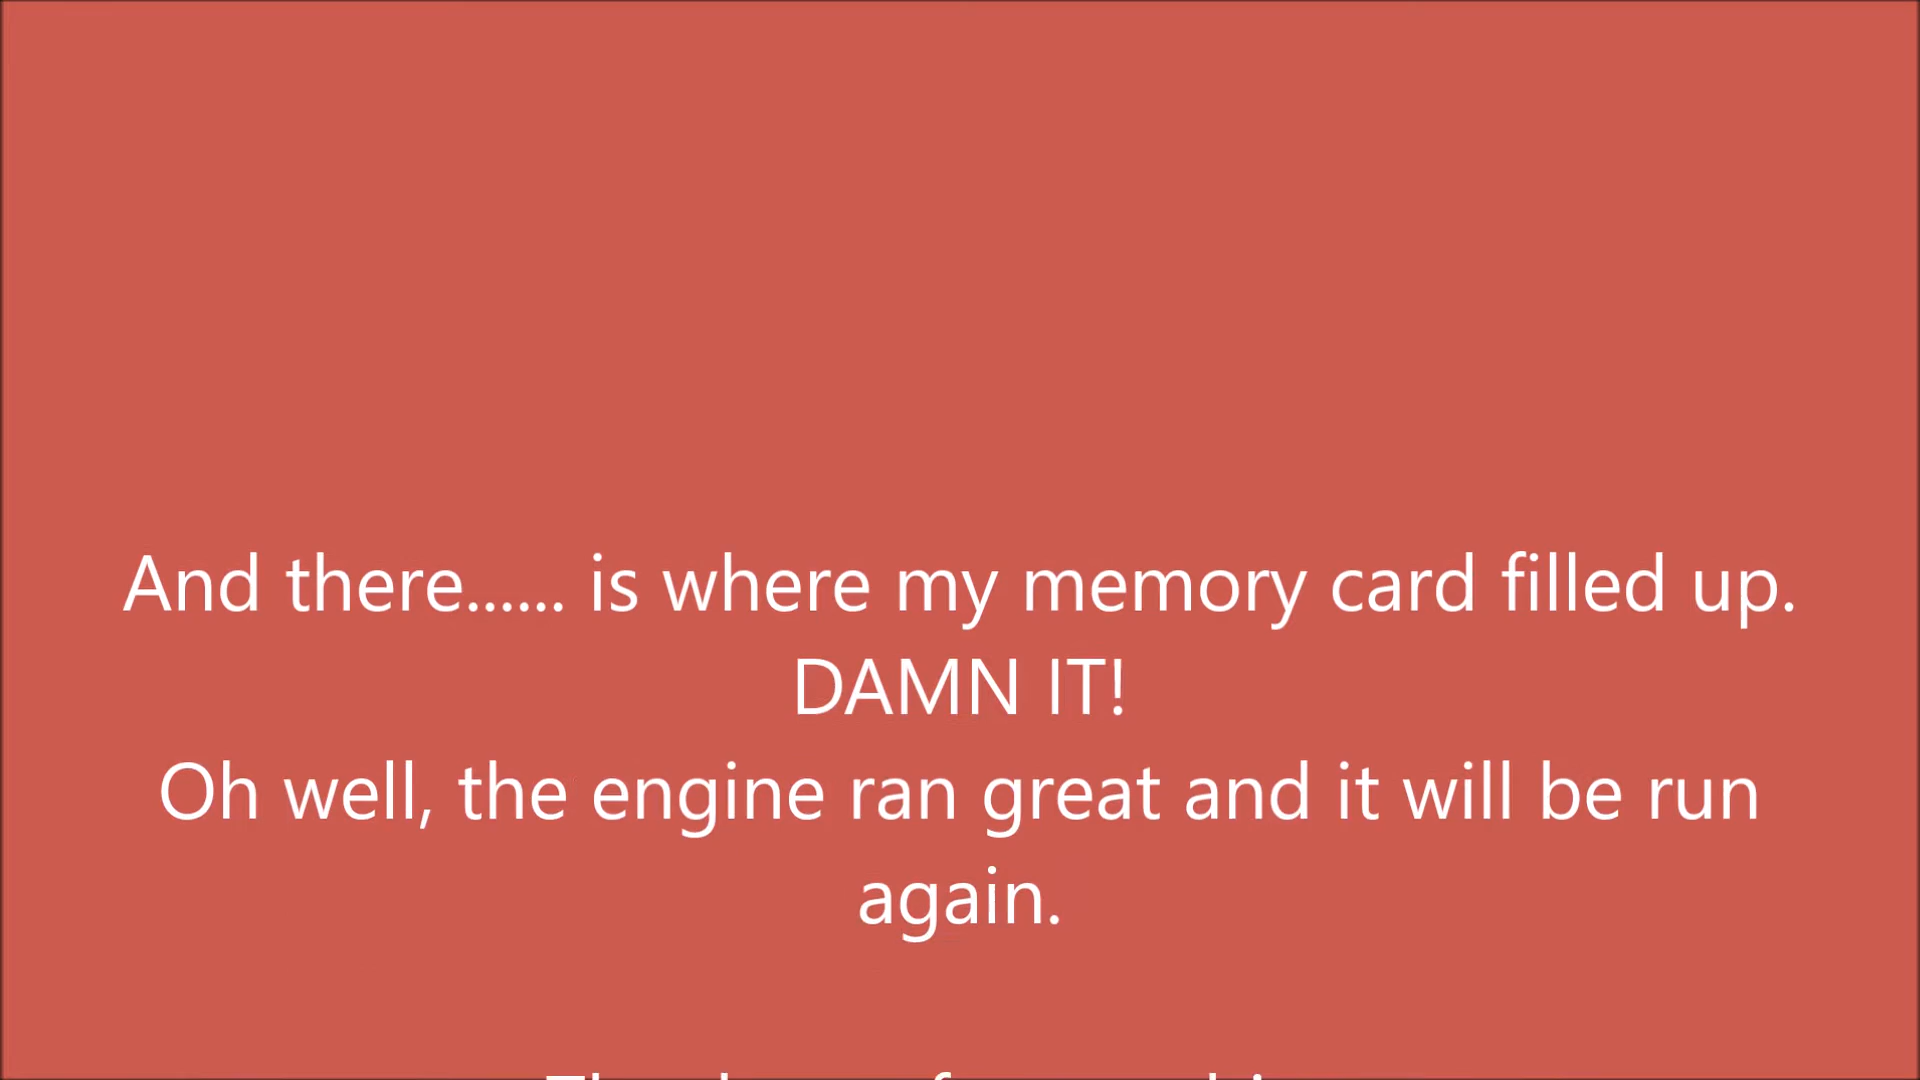 And there...... is where my memory card filled up.
DAMN IT!
Oh well, the engine ran great and it will be run
again.